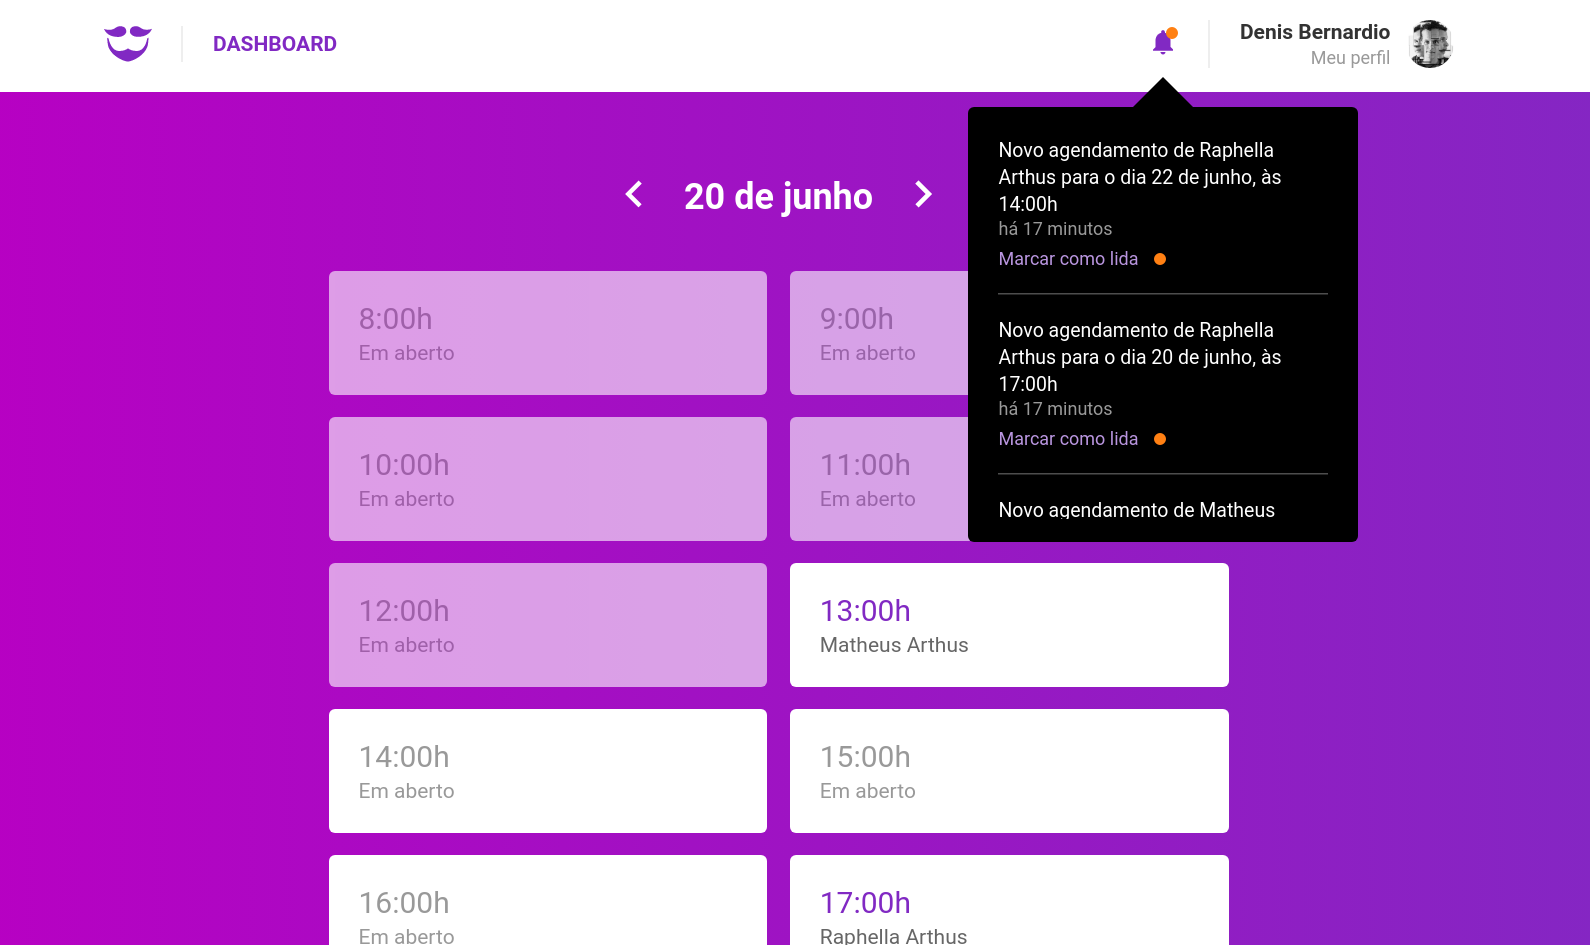 DASHBOARD
Denis Bernardio
Meu perfil
20 de junho
Novo agendamento de Raphella
Arthus para o dia 22 de junho, às
14:00h
há 17 minutos
Marcar como lida
Novo agendamento de Raphella
Arthus para o dia 20 de junho, às
17:00h
há 17 minutos
Marcar como lida
Novo agendamento de Matheus
8:00h
Em aberto
9:00h
Em aberto
10:00h
Em aberto
11:00h
Em aberto
12:00h
Em aberto
13:00h
Matheus Arthus
14:00h
Em aberto
15:00h
Em aberto
16:00h
Em aberto
17:00h
Raphella Arthus